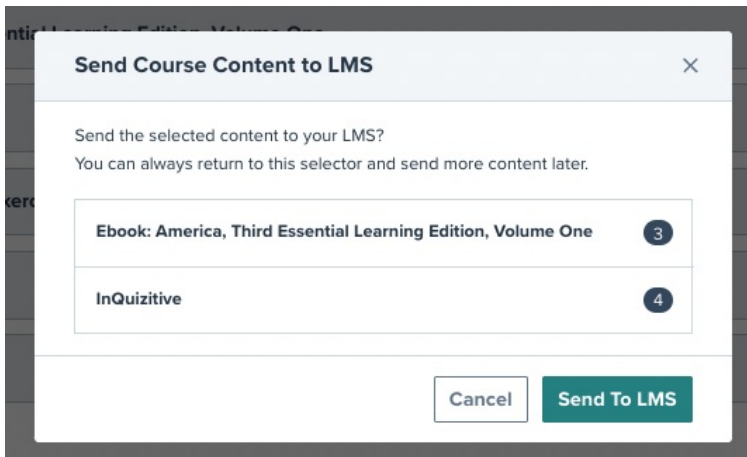 Send Course Content to LMS
Send the selected content to your LMS?
You can always return to this selector and send more content later.
Ebook: America, Third Essential Learning Edition, Volume One 3
InQuizitive 4
Cancel Send To LMS